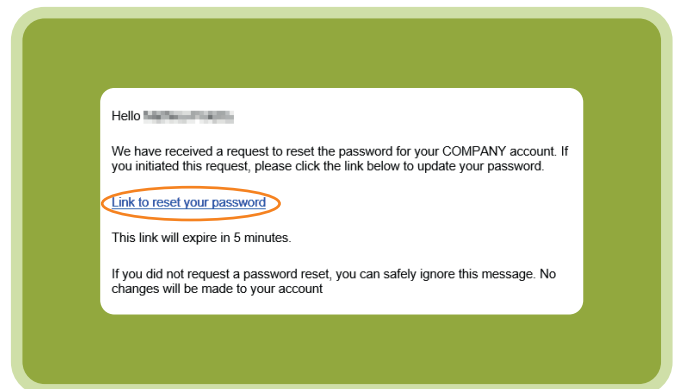 Hello
We have received a request to reset the password for your COMPANY account. If
you initiated this request, please click the link below to update your password.
Link to reset your password
This link will expire in 5 minutes.
If you did not request a password reset, you can safely ignore this message. No
changes will be made to your account